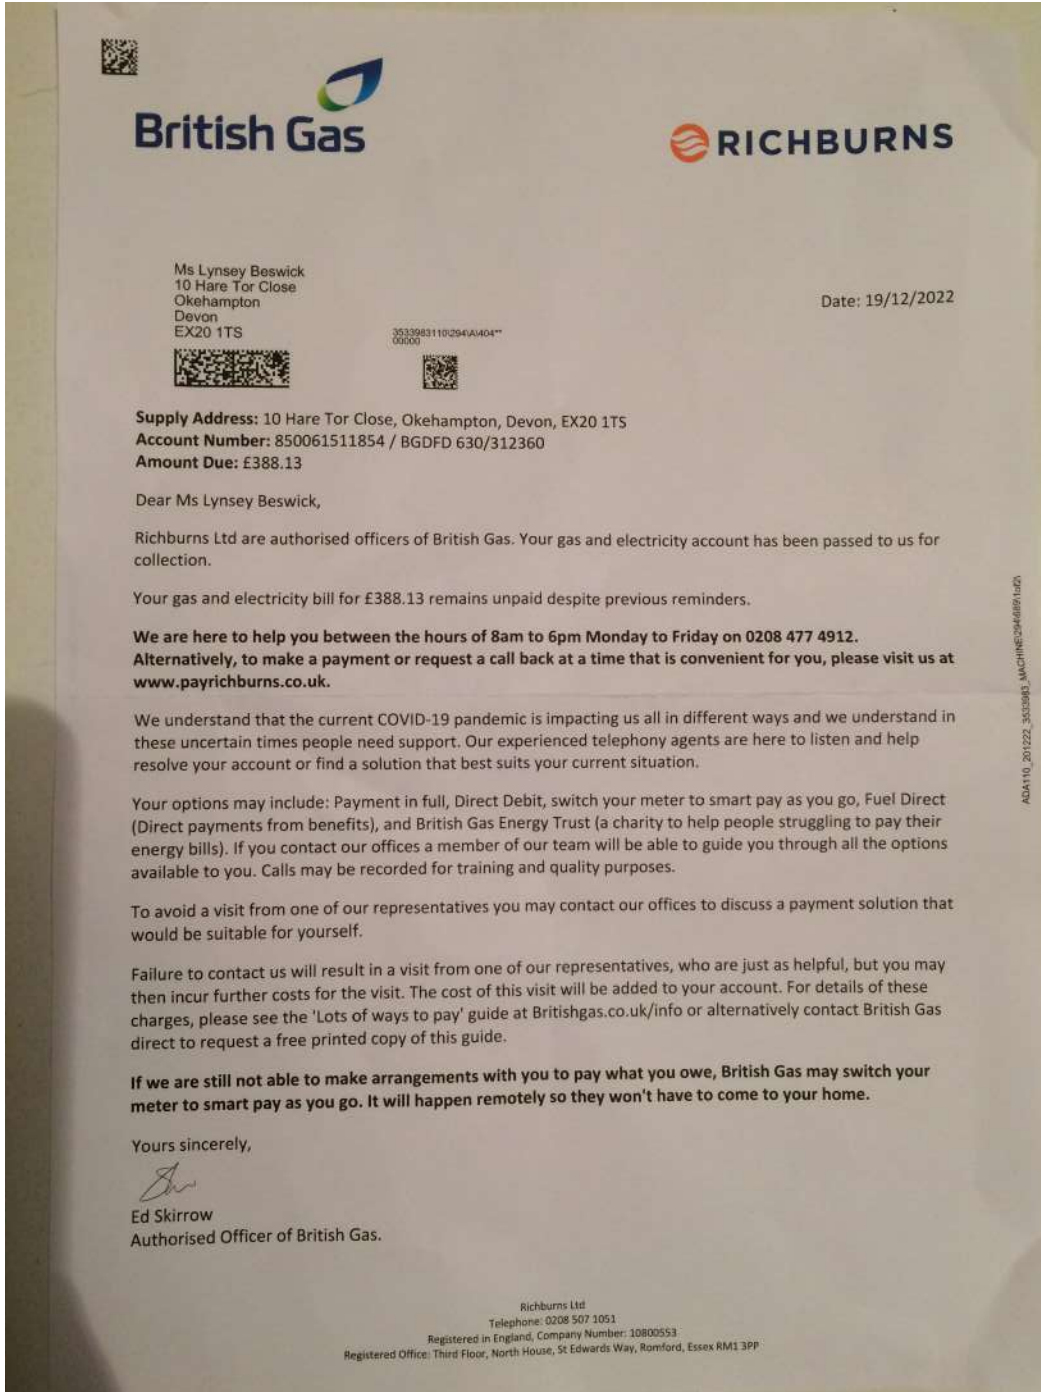 British Gas
RICHBURNS
Ms Lynsey Beswick
10 Hare Tor Close
Okehampton
Devon
EX20 1TS
Date: 19/12/2022
3533983110\294\A\404**
00000
Supply Address: 10 Hare Tor Close, Okehampton, Devon, EX20 1TS
Account Number: 850061511854 / BGDFD 630/312360
Amount Due: £388.13
Dear Ms Lynsey Beswick,
Richburns Ltd are authorised officers of British Gas. Your gas and electricity account has been passed to us for
collection.
Your gas and electricity bill for £388.13 remains unpaid despite previous reminders.
We are here to help you between the hours of 8am to 6pm Monday to Friday on 0208 477 4912.
Alternatively, to make a payment or request a call back at a time that is convenient for you, please visit us at
www.payrichburns.co.uk.
We understand that the current COVID-19 pandemic is impacting us all in different ways and we understand in
these uncertain times people need support. Our experienced telephony agents are here to listen and help
resolve your account or find a solution that best suits your current situation.
Your options may include: Payment in full, Direct Debit, switch your meter to smart pay as you go, Fuel Direct
(Direct payments from benefits), and British Gas Energy Trust (a charity to help people struggling to pay their
energy bills). If you contact our offices a member of our team will be able to guide you through all the options
available to you. Calls may be recorded for training and quality purposes.
To avoid a visit from one of our representatives you may contact our offices to discuss a payment solution that
would be suitable for yourself.
Failure to contact us will result in a visit from one of our representatives, who are just as helpful, but you may
then incur further costs for the visit. The cost of this visit will be added to your account. For details of these
charges, please see the 'Lots of ways to pay' guide at Britishgas.co.uk/info or alternatively contact British Gas
direct to request a free printed copy of this guide.
If we are still not able to make arrangements with you to pay what you owe, British Gas may switch your
meter to smart pay as you go. It will happen remotely so they won't have to come to your home.
Yours sincerely,
Ed Skirrow
Authorised Officer of British Gas.
Richburns Ltd
Telephone: 0208 507 1051
Registered in England, Company Number: 10800553
Registered Office: Third Floor, North House, St Edwards Way, Romford, Essex RM1 3PP
ADA110_201222_3533983_MACHINE\294\689\1of2\